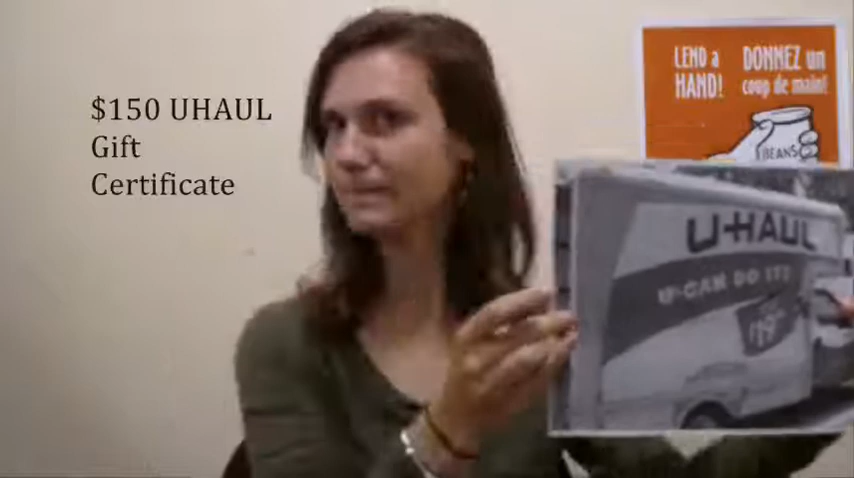 $150 UHAUL
Gift
Certificate
LEND a
HAND!
DONNEZ un
coup de main!
BEANS
U-HAUL
U-CAN DO IT!